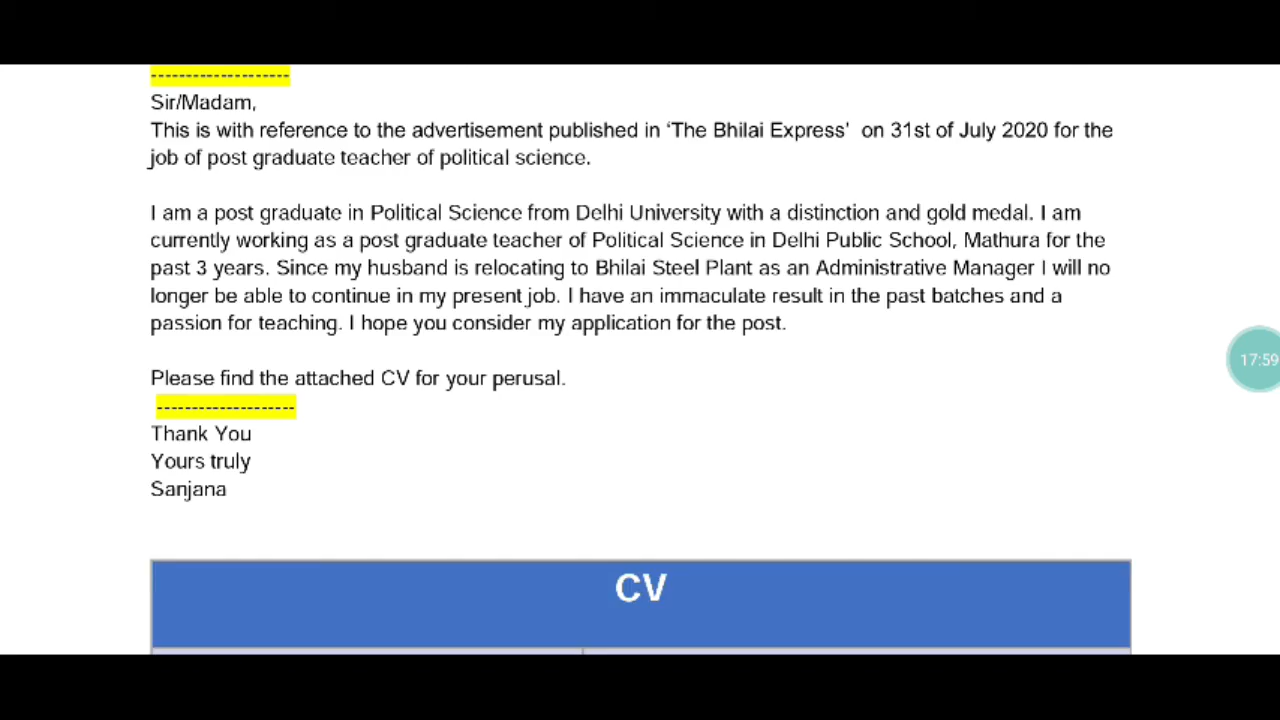 --------------------
Sir/Madam,
This is with reference to the advertisement published in ‘The Bhilai Express’  on 31st of July 2020 for the
job of post graduate teacher of political science.
I am a post graduate in Political Science from Delhi University with a distinction and gold medal. I am
currently working as a post graduate teacher of Political Science in Delhi Public School, Mathura for the
past 3 years. Since my husband is relocating to Bhilai Steel Plant as an Administrative Manager I will no
longer be able to continue in my present job. I have an immaculate result in the past batches and a
passion for teaching. I hope you consider my application for the post.
Please find the attached CV for your perusal.
--------------------
Thank You
Yours truly
Sanjana
CV
17:59